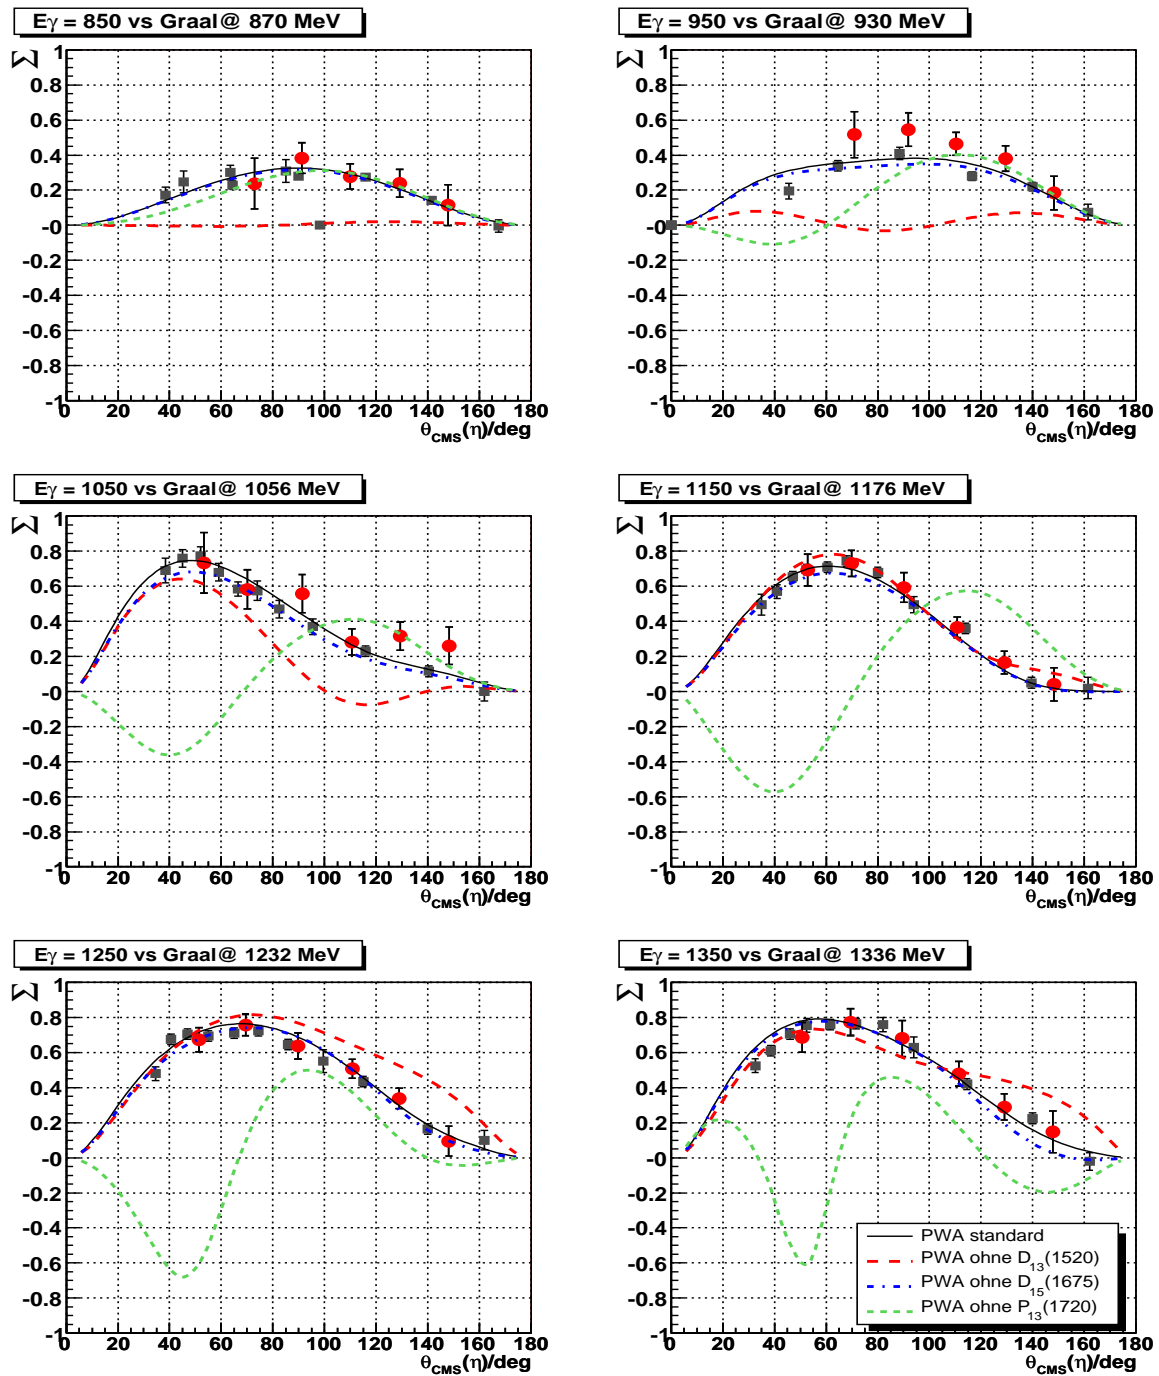 Eγ = 850 vs Graal@ 870 MeV
Σ
1
0.8
0.6
0.4
0.2
-0
-0.2
-0.4
-0.6
-0.8
-1
0 20 40 60 80 100 120 140 160 180
θCMS(η)/deg
Eγ = 950 vs Graal@ 930 MeV
Σ
1
0.8
0.6
0.4
0.2
-0
-0.2
-0.4
-0.6
-0.8
-1
0 20 40 60 80 100 120 140 160 180
θCMS(η)/deg
Eγ = 1050 vs Graal@ 1056 MeV
Σ
1
0.8
0.6
0.4
0.2
-0
-0.2
-0.4
-0.6
-0.8
-1
0 20 40 60 80 100 120 140 160 180
θCMS(η)/deg
Eγ = 1150 vs Graal@ 1176 MeV
Σ
1
0.8
0.6
0.4
0.2
-0
-0.2
-0.4
-0.6
-0.8
-1
0 20 40 60 80 100 120 140 160 180
θCMS(η)/deg
Eγ = 1250 vs Graal@ 1232 MeV
Σ
1
0.8
0.6
0.4
0.2
-0
-0.2
-0.4
-0.6
-0.8
-1
0 20 40 60 80 100 120 140 160 180
θCMS(η)/deg
Eγ = 1350 vs Graal@ 1336 MeV
Σ
1
0.8
0.6
0.4
0.2
-0
-0.2
-0.4
-0.6
-0.8
-1
0 20 40 60 80 100 120 140 160 180
θCMS(η)/deg
PWA standard
PWA ohne D13(1520)
PWA ohne D15(1675)
PWA ohne P13(1720)